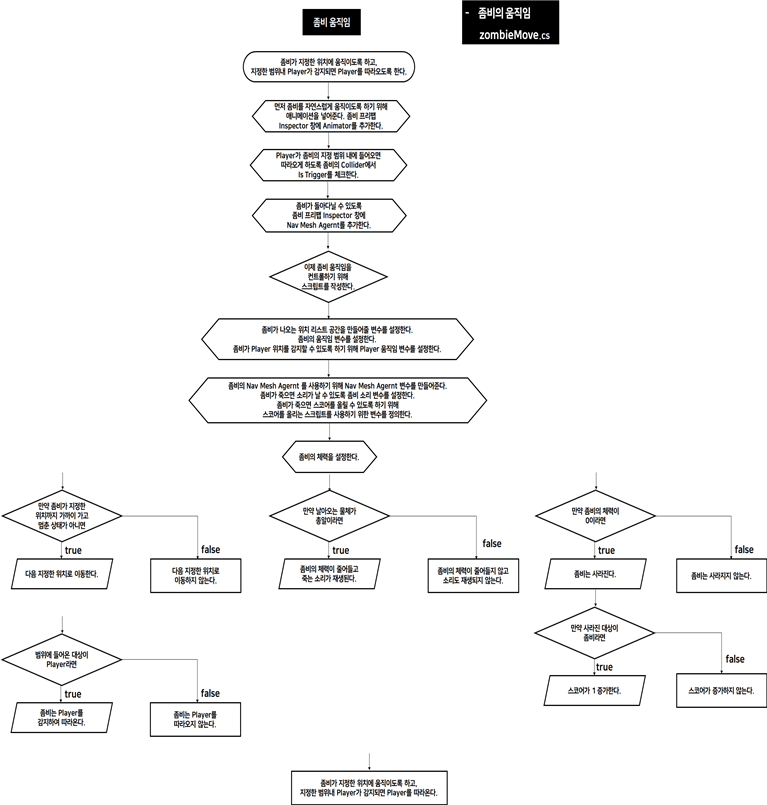 좀비 움직임
- 좀비의 움직임
zombieMove.cs
좀비가 지정한 위치에 움직이도록 하고,
지정한 범위내 Player가 감지되면 Player를 따라오도록 한다.
먼저 좀비를 자연스럽게 움직이도록 하기 위해
애니메이션을 넣어준다. 좀비 프리팹
Inspector 창에 Animator를 추가한다.
Player가 좀비의 지정 범위 내에 들어오면
따라오게 하도록 좀비의 Collider에서
Is Trigger를 체크한다.
좀비가 돌아다닐 수 있도록
좀비 프리팹 Inspector 창에
Nav Mesh Agernt를 추가한다.
이제 좀비 움직임을
컨트롤하기 위해
스크립트를 작성한다.
좀비가 나오는 위치 리스트 공간을 만들어줄 변수를 설정한다.
좀비의 움직임 변수를 설정한다.
좀비가 Player 위치를 감지할 수 있도록 하기 위해 Player 움직임 변수를 설정한다.
좀비의 Nav Mesh Agernt 를 사용하기 위해 Nav Mesh Agernt 변수를 만들어준다.
좀비가 죽으면 소리가 날 수 있도록 좀비 소리 변수를 설정한다.
좀비가 죽으면 스코어를 올릴 수 있도록 하기 위해
스코어를 올리는 스크립트를 사용하기 위한 변수를 정의한다.
좀비의 체력을 설정한다.
만약 좀비가 지정한
위치까지 가까이 가고
멈춘 상태가 아니면
true
false
다음 지정한 위치로 이동한다.
다음 지정한 위치로
이동하지 않는다.
만약 날아오는 물체가
총알이라면
true
false
좀비의 체력이 줄어들고
죽는 소리가 재생된다.
좀비의 체력이 줄어들지 않고
소리도 재생되지 않는다.
만약 좀비의 체력이
0이라면
true
false
좀비는 사라진다.
좀비는 사라지지 않는다.
만약 사라진 대상이
좀비라면
true
false
스코어가 1 증가한다.
스코어가 증가하지 않는다.
범위에 들어온 대상이
Player라면
true
false
좀비는 Player를
감지하여 따라온다.
좀비는 Player를
따라오지 않는다.
좀비가 지정한 위치에 움직이도록 하고,
지정한 범위내 Player가 감지되면 Player를 따라온다.